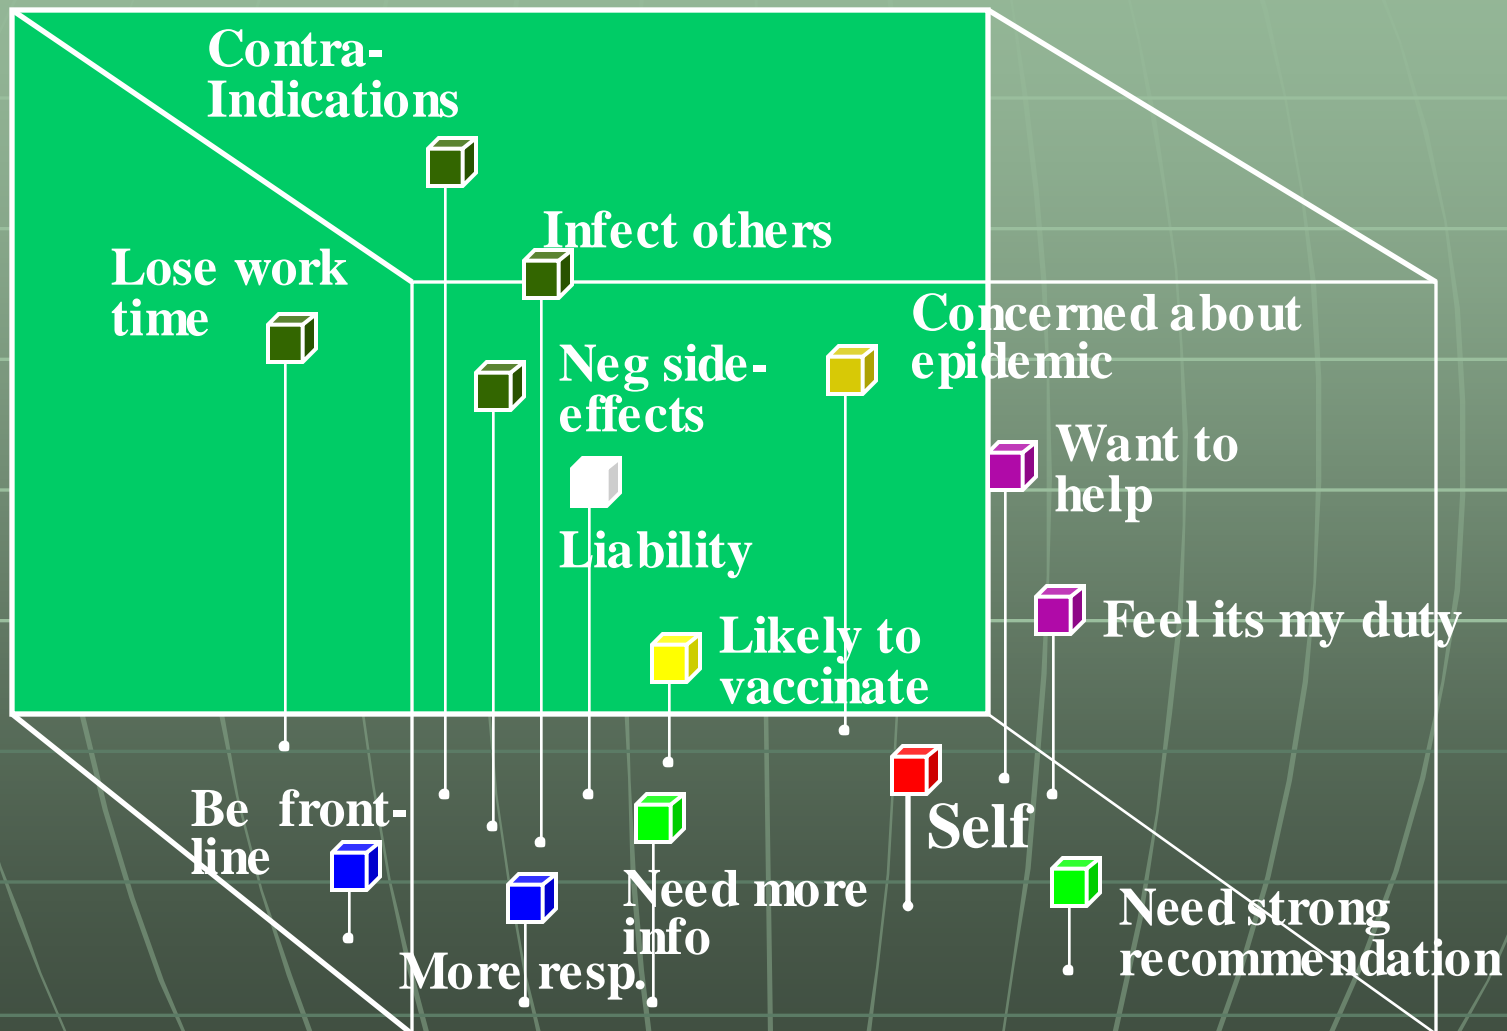 Contra-
Indications
Infect others
Lose work
time
Concerned about
epidemic
Neg side-
effects
Want to
help
Liability
Feel its my duty
Likely to
vaccinate
Be front-
line
Self
Need more
info
Need strong
recommendation
More resp.